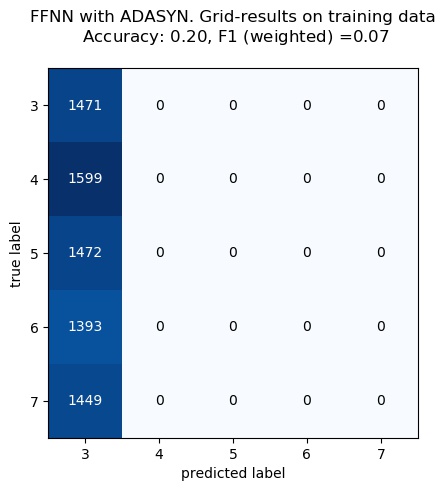 FFNN with ADASYN. Grid-results on training data
Accuracy: 0.20, F1 (weighted) =0.07
3 1471 0 0 0 0
4 1599 0 0 0 0
5 1472 0 0 0 0
6 1393 0 0 0 0
7 1449 0 0 0 0
true label
3 4 5 6 7
predicted label